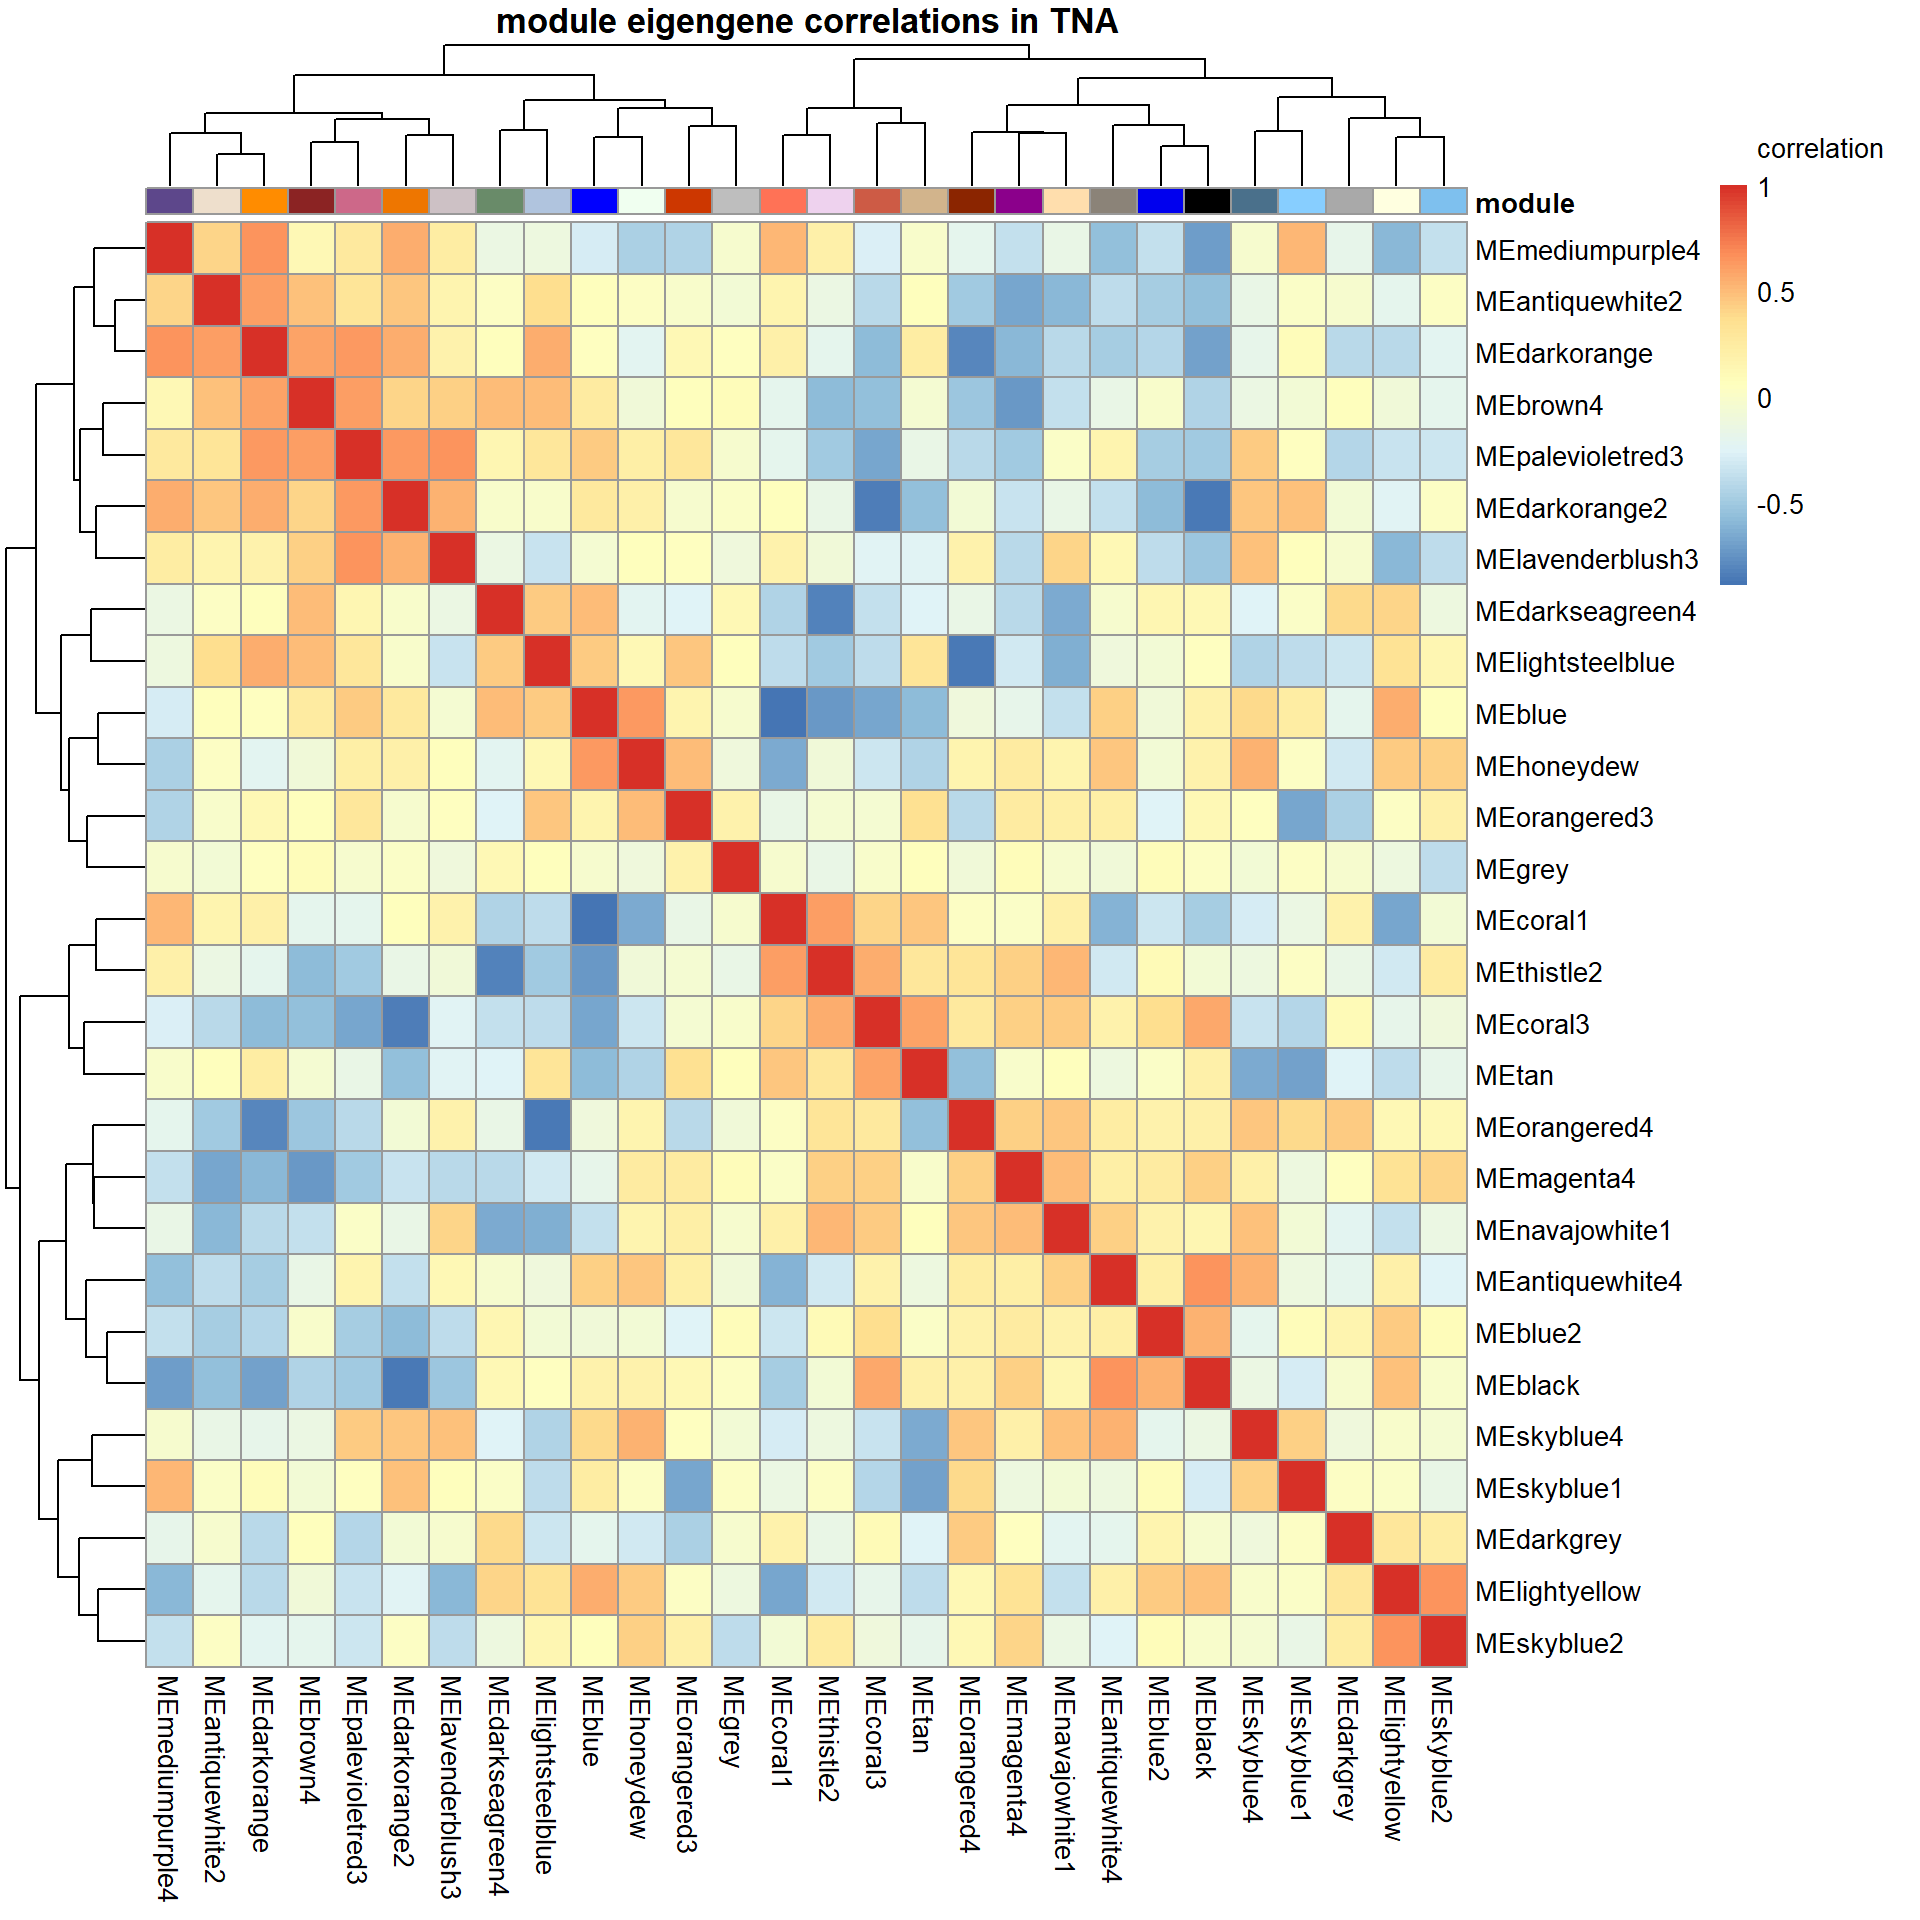 module eigengene correlations in TNA
correlation
1
0.5
0
-0.5
module
MEmediumpurple4
MEantiquewhite2
MEdarkorange
MEbrown4
MEpalevioletred3
MEdarkorange2
MElavenderblush3
MEdarkseagreen4
MElightsteelblue
MEblue
MEhoneydew
MEorangered3
MEgrey
MEcoral1
MEthistle2
MEcoral3
MEtan
MEorangered4
MEmagenta4
MEnavajowhite1
MEantiquewhite4
MEblue2
MEblack
MEskyblue4
MEskyblue1
MEdarkgrey
MElightyellow
MEskyblue2
MEmediumpurple4
MEantiquewhite2
MEdarkorange
MEbrown4
MEpalevioletred3
MEdarkorange2
MElavenderblush3
MEdarkseagreen4
MElightsteelblue
MEblue
MEhoneydew
MEorangered3
MEgrey
MEcoral1
MEthistle2
MEcoral3
MEtan
MEorangered4
MEmagenta4
MEnavajowhite1
MEantiquewhite4
MEblue2
MEblack
MEskyblue4
MEskyblue1
MEdarkgrey
MElightyellow
MEskyblue2